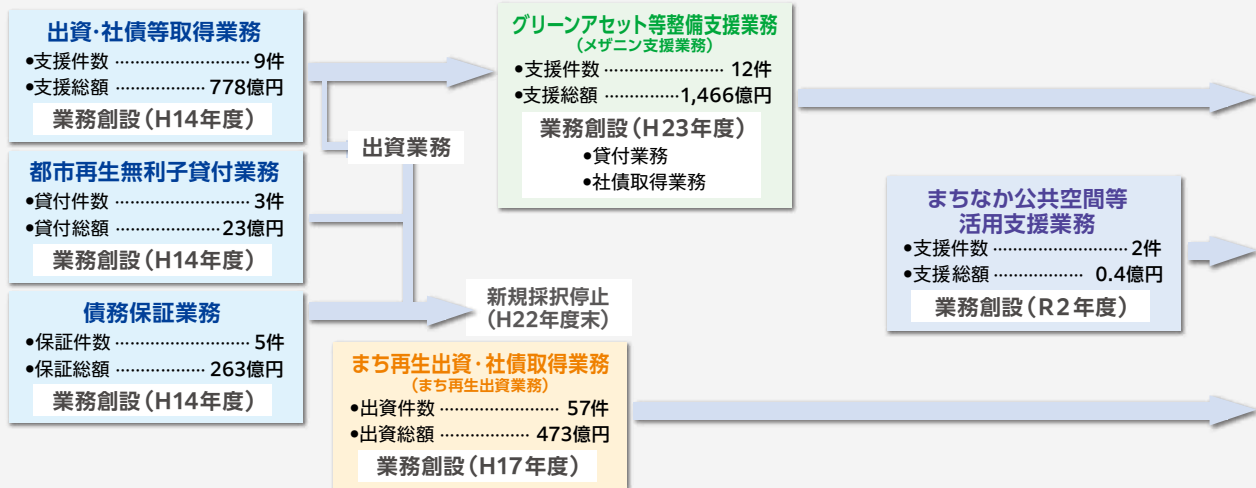 出資・社債等取得業務
•支援件数 …………………… 9件
•支援総額 …………… 778億円
業務創設(H14年度)
都市再生無利子貸付業務
•貸付件数 …………………… 3件
•貸付総額 ……………… 23億円
業務創設(H14年度)
債務保証業務
•保証件数 …………………… 5件
•保証総額 …………… 263億円
業務創設(H14年度)
出資業務
新規採択停止
(H22年度末)
グリーンアセット等整備支援業務
(メザニン支援業務)
•支援件数 ………………… 12件
•支援総額 ……………1,466億円
業務創設(H23年度)
•貸付業務
•社債取得業務
まち再生出資・社債取得業務
(まち再生出資業務)
•出資件数 ………………… 57件
•出資総額 …………… 473億円
業務創設(H17年度)
まちなか公共空間等
活用支援業務
•支援件数 …………………… 2件
•支援総額 …………… 0.4億円
業務創設(R2年度)